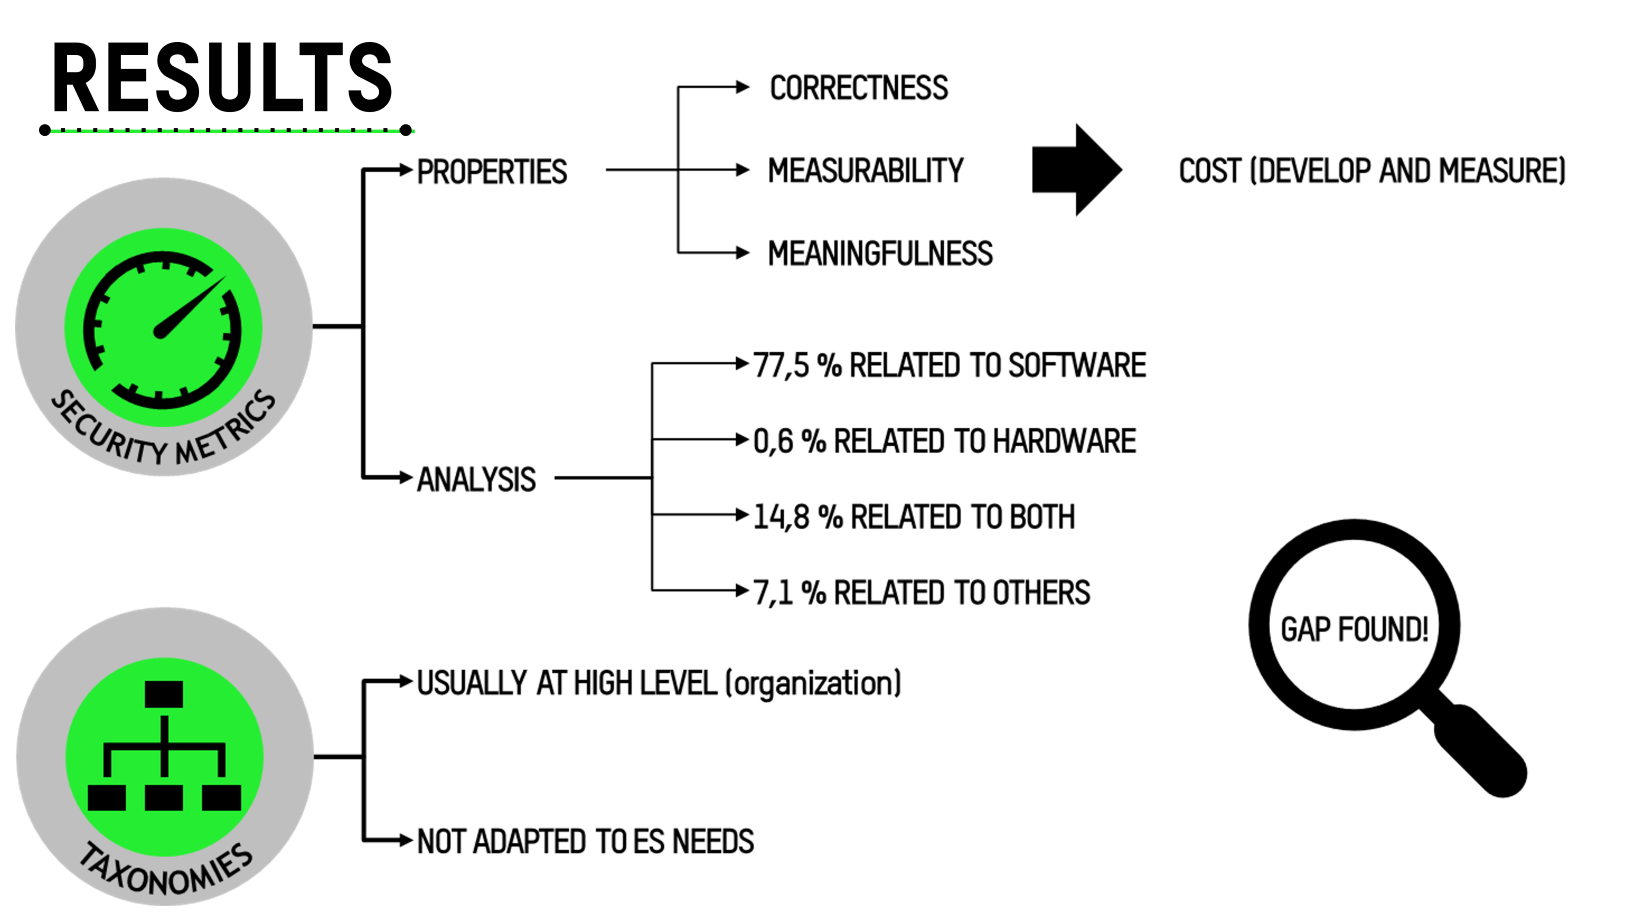 RESULTS
SECURITY METRICS
PROPERTIES
CORRECTNESS
MEASURABILITY
MEANINGFULNESS
COST (DEVELOP AND MEASURE)
ANALYSIS
77,5 % RELATED TO SOFTWARE
0,6 % RELATED TO HARDWARE
14,8 % RELATED TO BOTH
7,1 % RELATED TO OTHERS
GAP FOUND!
TAXONOMIES
USUALLY AT HIGH LEVEL (organization)
NOT ADAPTED TO ES NEEDS